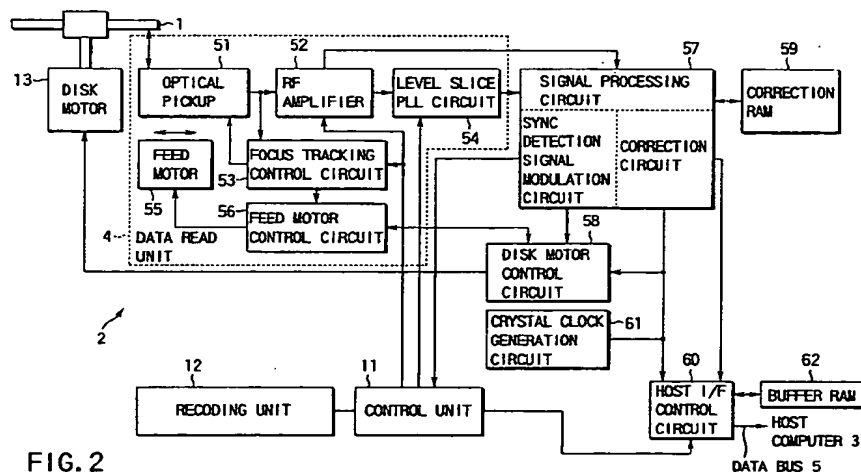 1
13
DISK
MOTOR
51
OPTICAL
PICKUP
52
RF
AMPLIFIER
LEVEL SLICE
PLL CIRCUIT
54
57
SIGNAL PROCESSING
CIRCUIT
SYNC
DETECTION
SIGNAL
MODULATION
CIRCUIT
CORRECTION
CIRCUIT
59
CORRECTION
RAM
FEED
MOTOR
55
53
FOCUS TRACKING
CONTROL CIRCUIT
56
FEED MOTOR
CONTROL CIRCUIT
4
DATA READ
UNIT
58
DISK MOTOR
CONTROL
CIRCUIT
2
CRYSTAL CLOCK
GENERATION
CIRCUIT
61
12
RECODING UNIT
11
CONTROL UNIT
60
HOST I/F
CONTROL
CIRCUIT
62
BUFFER RAM
HOST
COMPUTER 3
DATA BUS 5
FIG. 2